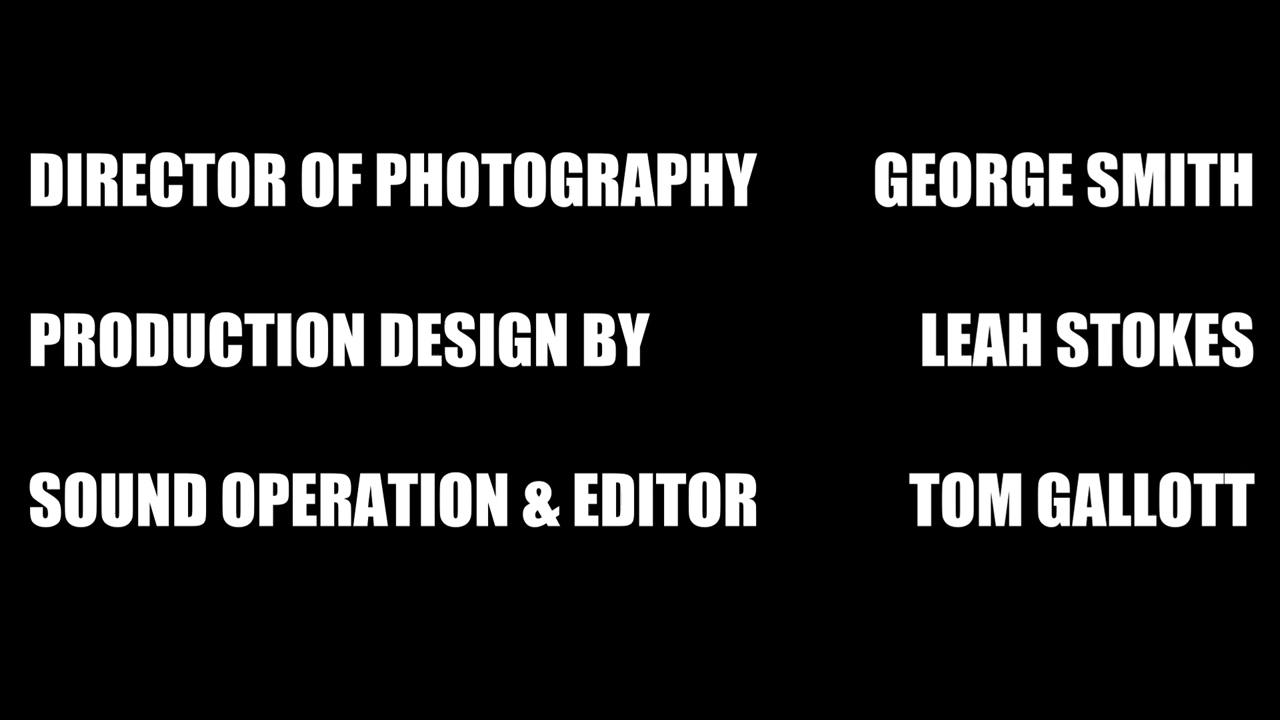 DIRECTOR OF PHOTOGRAPHY GEORGE SMITH
PRODUCTION DESIGN BY LEAH STOKES
SOUND OPERATION & EDITOR TOM GALLOTT